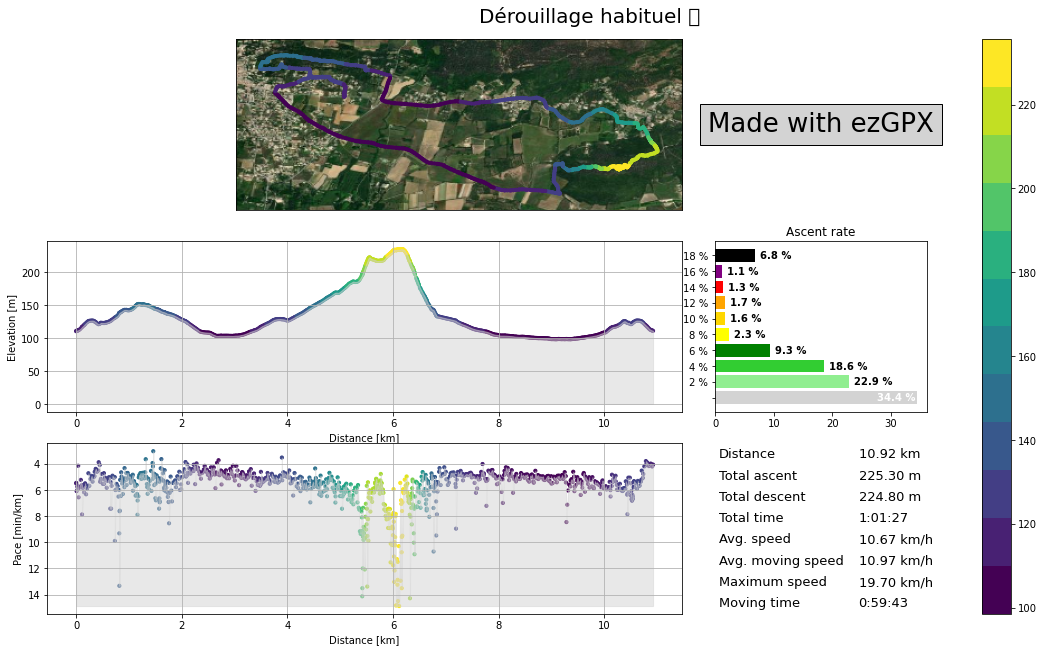 Dérouillage habituel
Made with ezGPX
220
200
180
160
140
120
100
Elevation [m]
200
150
100
50
0
0 2 4 6 8 10
Distance [km]
Ascent rate
18 % 6.8 %
16 % 1.1 %
14 % 1.3 %
12 % 1.7 %
10 % 1.6 %
8 % 2.3 %
6 % 9.3 %
4 % 18.6 %
2 % 22.9 %
34.4 %
0 10 20 30
Pace [min/km]
4
6
8
10
12
14
0 2 4 6 8 10
Distance [km]
Distance 10.92 km
Total ascent 225.30 m
Total descent 224.80 m
Total time 1:01:27
Avg. speed 10.67 km/h
Avg. moving speed 10.97 km/h
Maximum speed 19.70 km/h
Moving time 0:59:43